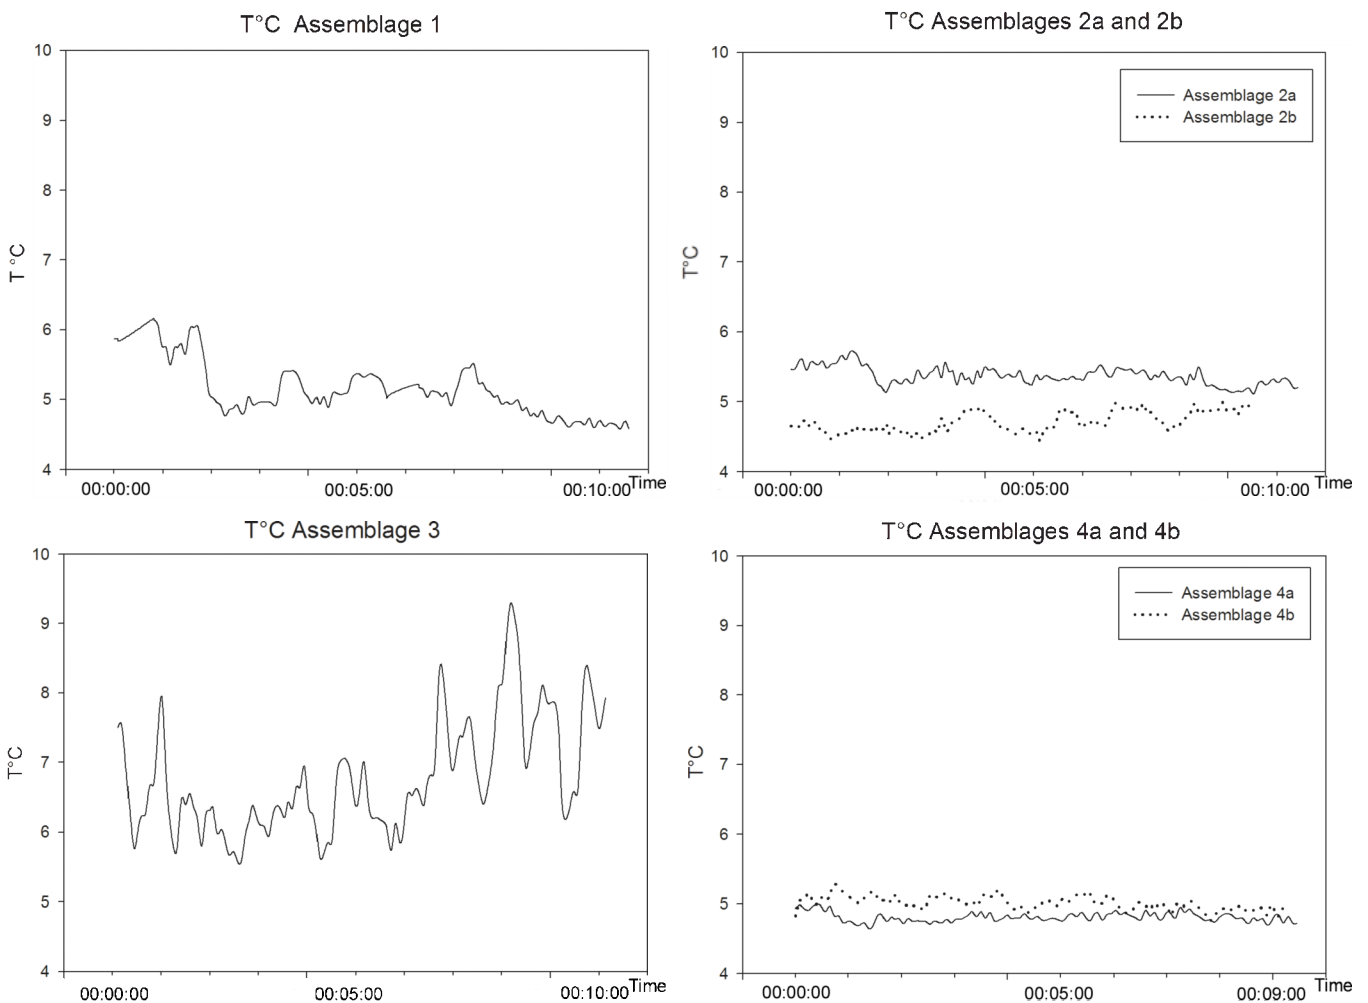 T°C Assemblage 1
10
9
8
7
6
5
4
T °C
00:00:00
00:05:00
00:10:00
Time
T°C Assemblages 2a and 2b
10
9
8
7
6
5
4
T°C
Assemblage 2a
Assemblage 2b
00:00:00
00:05:00
00:10:00
Time
T°C Assemblage 3
10
9
8
7
6
5
4
T°C
00:00:00
00:05:00
00:10:00
Time
T°C Assemblages 4a and 4b
10
9
8
7
6
5
4
T°C
Assemblage 4a
Assemblage 4b
00:00:00
00:05:00
00:09:00
Time